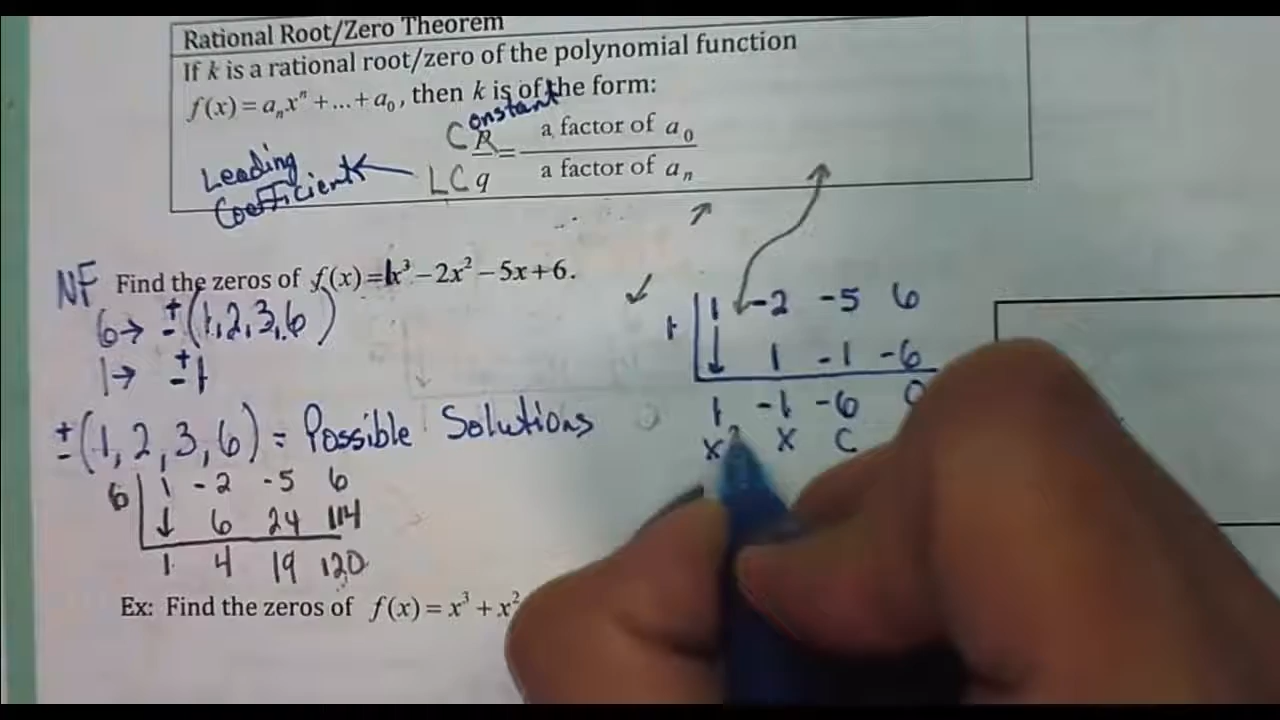 Rational Root/Zero Theorem
If k is a rational root/zero of the polynomial function
f(x) = aₙxⁿ + ... + a₀, then k is of the form:
Constant
C P = a factor of a₀
LC q a factor of aₙ
Leading
Coefficient
NF Find the zeros of f(x) = 1x³ − 2x² − 5x + 6.
6 → ± (1, 2, 3, 6)
1 → ± 1
± (1, 2, 3, 6) = Possible Solutions
6 | 1 -2 -5 6
↓ 6 24 114
1 4 19 120
1 | 1 -2 -5 6
↓ 1 -1 -6
1 -1 -6 0
x² x C
Ex: Find the zeros of f(x) = x³ + x²